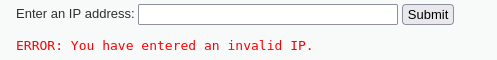 Enter an IP address: Submit
ERROR: You have entered an invalid IP.